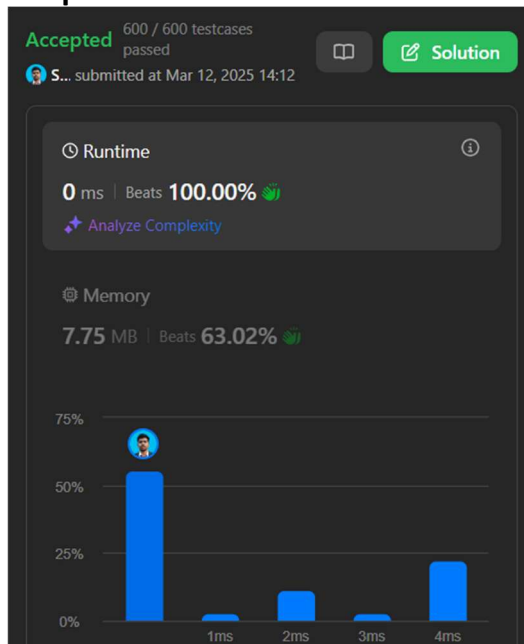 Accepted
600 / 600 testcases
passed
Solution
S... submitted at Mar 12, 2025 14:12
Runtime
0 ms | Beats 100.00%
Analyze Complexity
Memory
7.75 MB | Beats 63.02%
75%
50%
25%
0%
1ms 2ms 3ms 4ms